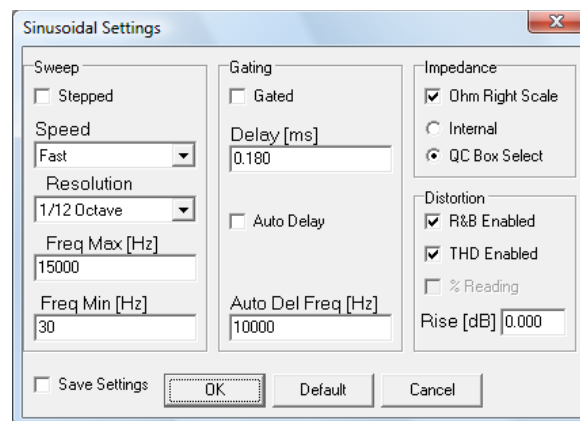 Sinusoidal Settings
Sweep
Stepped
Speed
Fast
Resolution
1/12 Octave
Freq Max [Hz]
15000
Freq Min [Hz]
30
Gating
Gated
Delay [ms]
0.180
Auto Delay
Auto Del Freq [Hz]
10000
Impedance
Ohm Right Scale
Internal
QC Box Select
Distortion
R&B Enabled
THD Enabled
% Reading
Rise [dB] 0.000
Save Settings OK Default Cancel